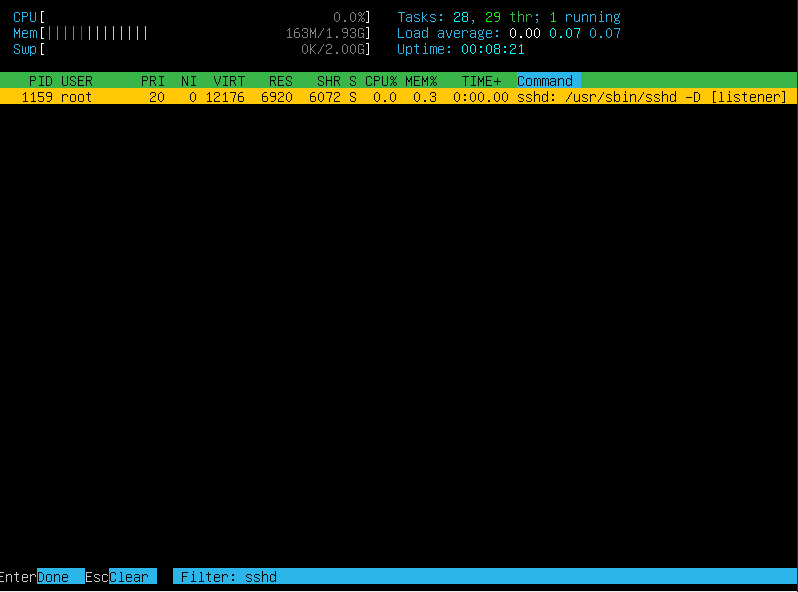 CPU[ 0.0%] Tasks: 28, 29 thr; 1 running
Mem[||||||||||||| 163M/1.93G] Load average: 0.00 0.07 0.07
Swp[ 0K/2.00G] Uptime: 00:08:21
PID USER PRI NI VIRT RES SHR S CPU% MEM% TIME+ Command
1159 root 20 0 12176 6920 6072 S 0.0 0.3 0:00.00 sshd: /usr/sbin/sshd -D [listener]
EnterDone EscClear Filter: sshd